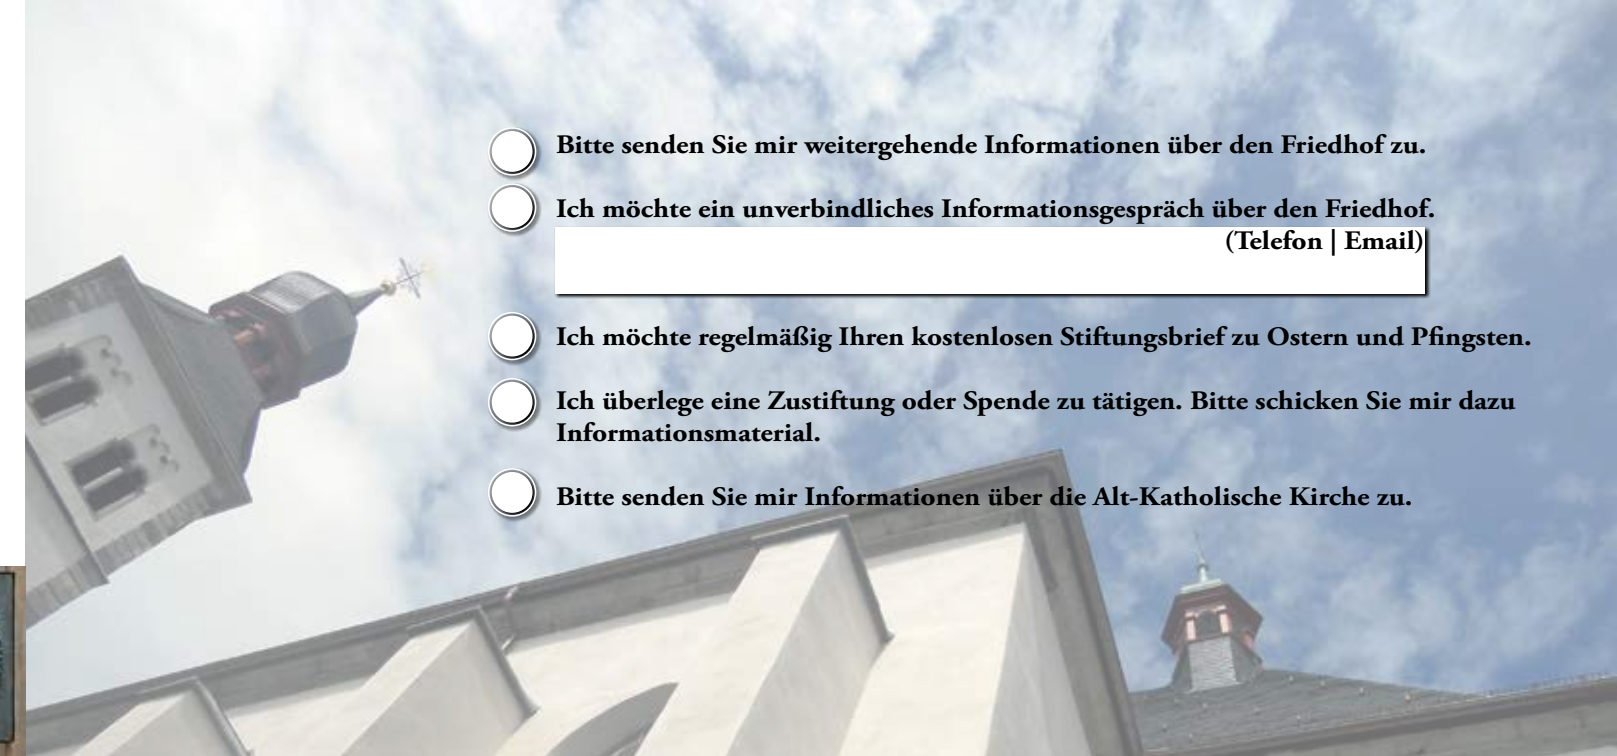 Bitte senden Sie mir weitergehende Informationen über den Friedhof zu.
Ich möchte ein unverbindliches Informationsgespräch über den Friedhof.
(Telefon | Email)
Ich möchte regelmäßig Ihren kostenlosen Stiftungsbrief zu Ostern und Pfingsten.
Ich überlege eine Zustiftung oder Spende zu tätigen. Bitte schicken Sie mir dazu
Informationsmaterial.
Bitte senden Sie mir Informationen über die Alt-Katholische Kirche zu.